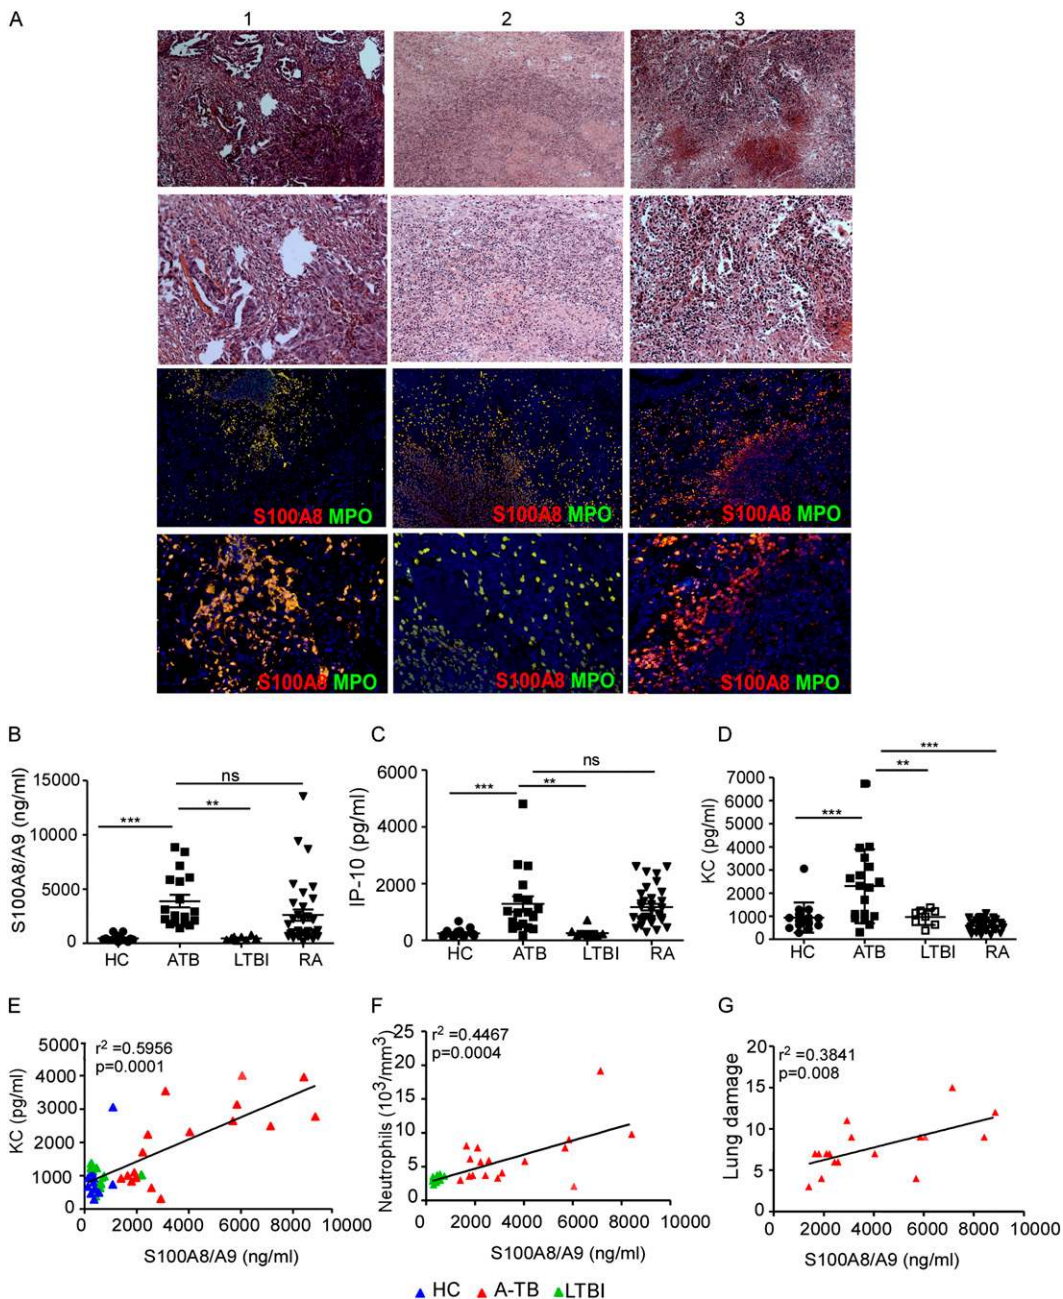 A
1 2 3
S100A8 MPO S100A8 MPO S100A8 MPO
S100A8 MPO S100A8 MPO S100A8 MPO
B
S100A8/A9 (ng/ml)
15000
10000
5000
0
ns
**
***
HC ATB LTBI RA
C
IP-10 (pg/ml)
6000
4000
2000
0
ns
*** **
HC ATB LTBI RA
D
KC (pg/ml)
7000
6000
5000
4000
3000
2000
1000
0
***
**
***
HC ATB LTBI RA
E
KC (pg/ml)
5000
4000
3000
2000
1000
0
r² =0.5956
p=0.0001
0 2000 4000 6000 8000 10000
S100A8/A9 (ng/ml)
F
Neutrophils (10³/mm³)
25
20
15
10
5
0
r² =0.4467
p=0.0004
0 2000 4000 6000 8000 10000
S100A8/A9 (ng/ml)
G
Lung damage
20
15
10
5
0
r² =0.3841
p=0.008
0 2000 4000 6000 8000 10000
S100A8/A9 (ng/ml)
HC A-TB LTBI